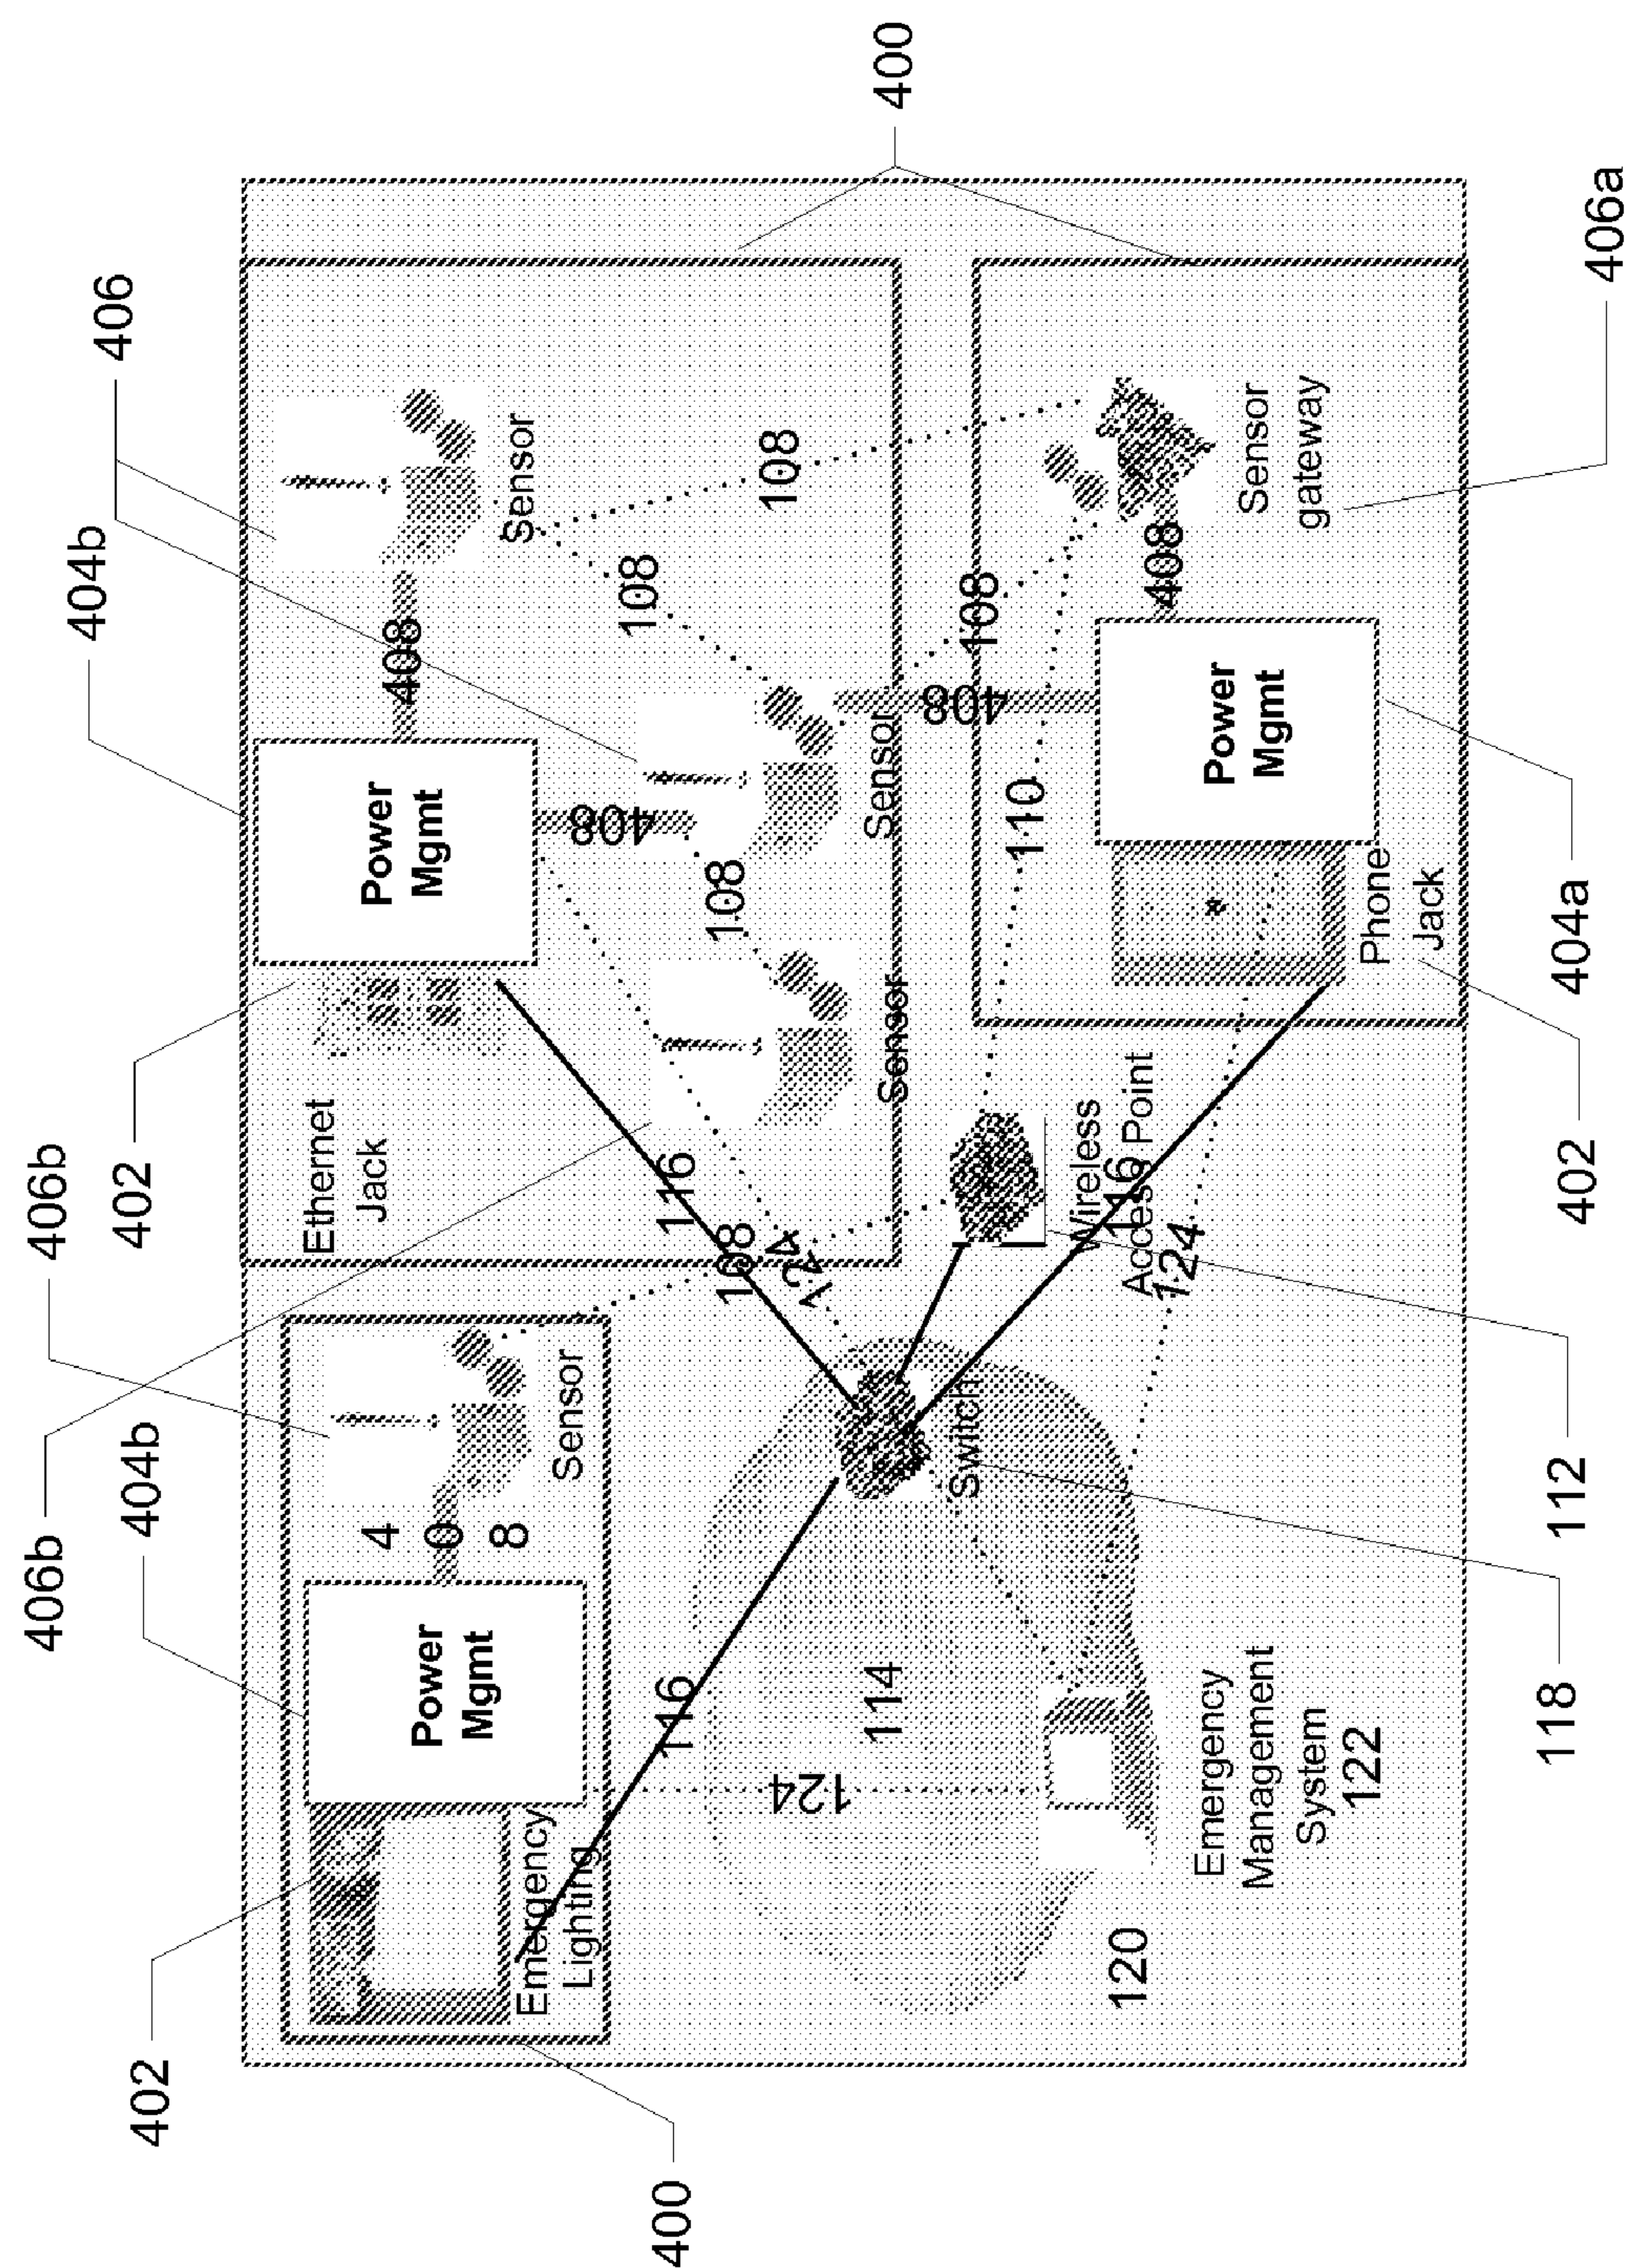 406b
406b
404b
406
402
404b
402
Ethernet
Jack
Power
Mgmt
408
Sensor
Power
Mgmt
4 0 8
Sensor
Emergency
Lighting
408
108
400
116
116
108
108
108
124
124
114
Sensor
Sensor
400
408
Switch
108
110
Wireless
Access Point
116
120
124
408
Power
Mgmt
Sensor
gateway
Emergency
Management
System
122
Phone
Jack
118
112
402
404a
406a